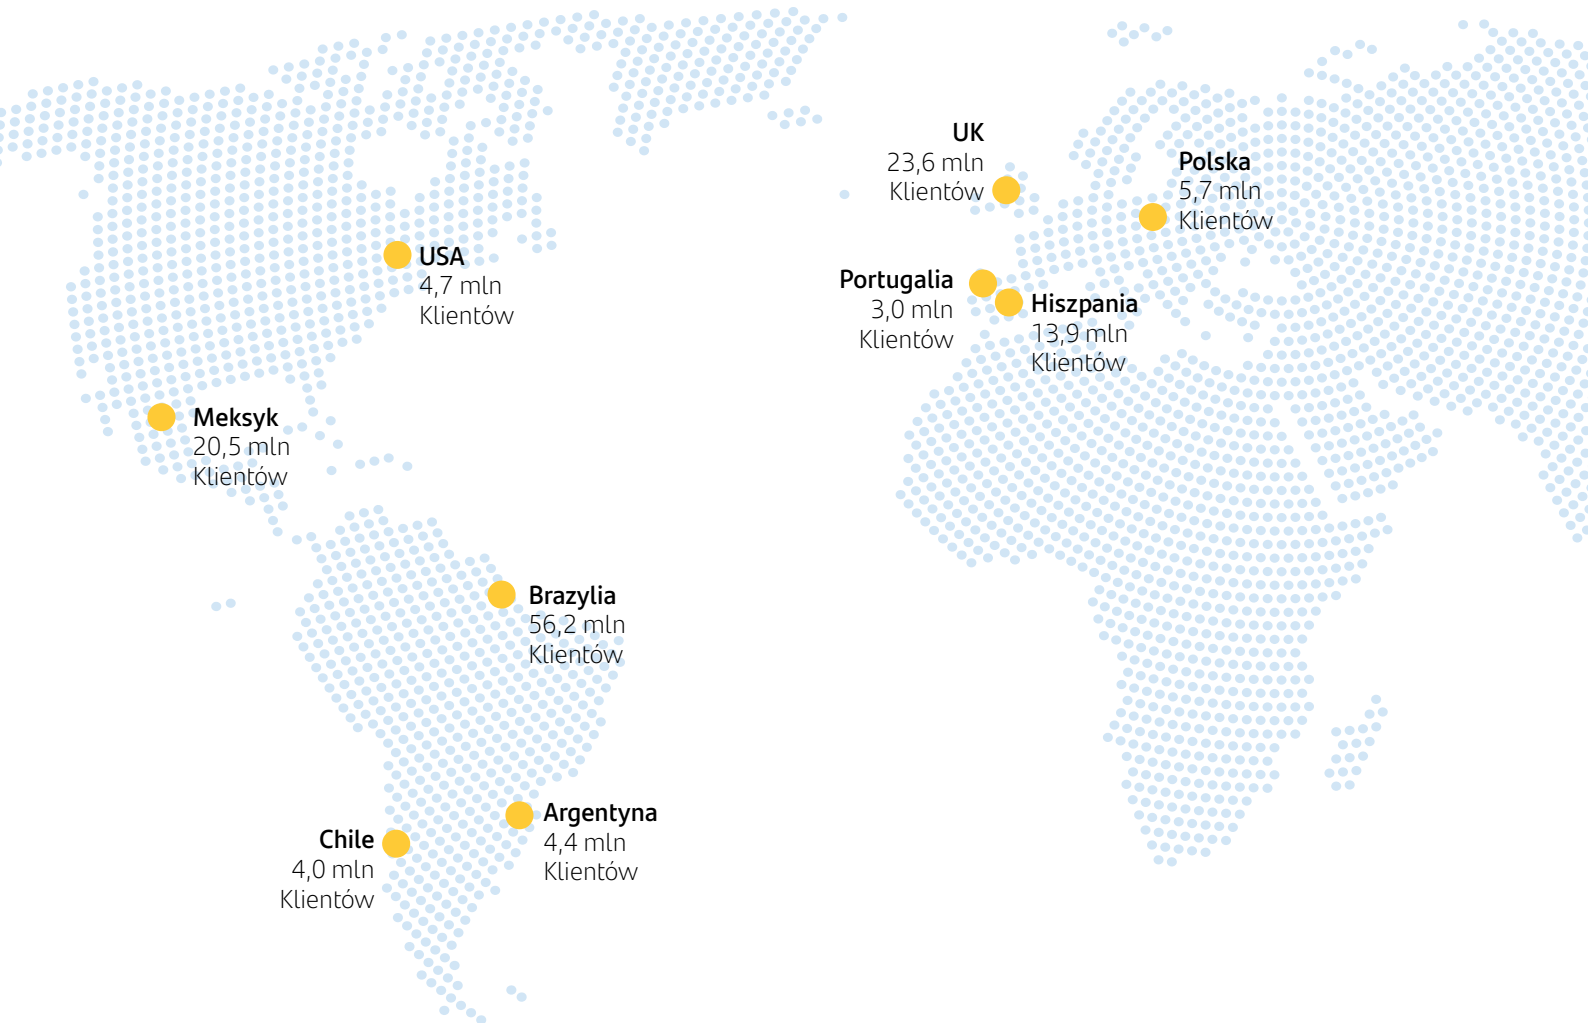 UK
23,6 mln
Klientów
Polska
5,7 mln
Klientów
USA
4,7 mln
Klientów
Portugalia
3,0 mln
Klientów
Hiszpania
13,9 mln
Klientów
Meksyk
20,5 mln
Klientów
Brazylia
56,2 mln
Klientów
Argentyna
4,4 mln
Klientów
Chile
4,0 mln
Klientów